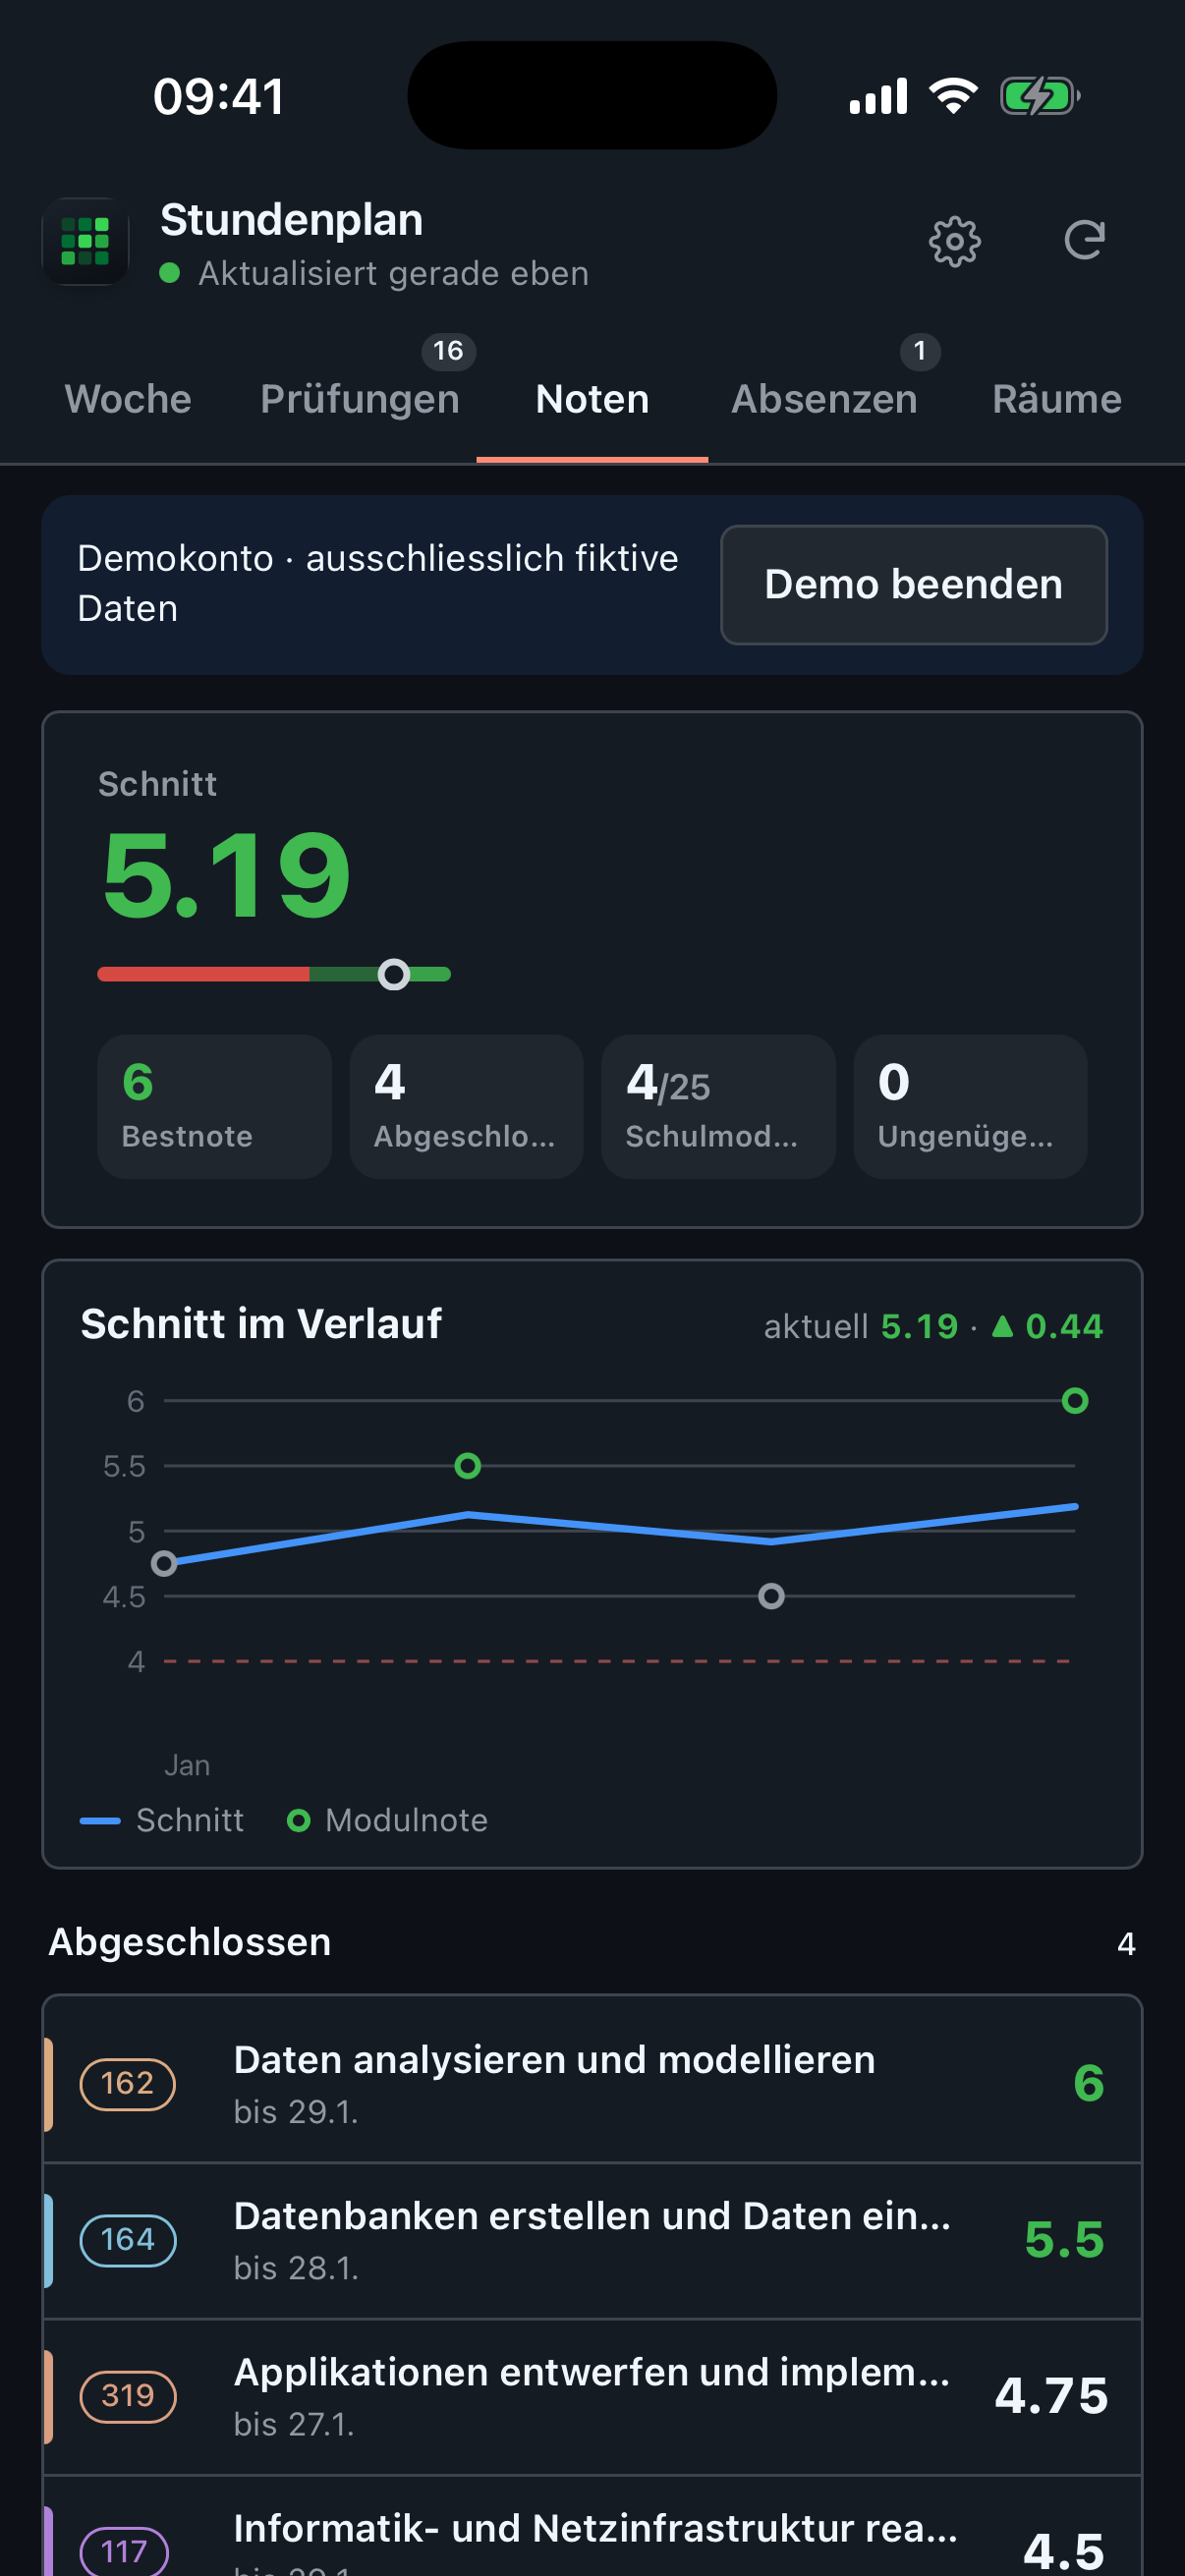 09:41
Stundenplan
Aktualisiert gerade eben
16
1
Woche Prüfungen Noten Absenzen Räume
Demokonto · ausschliesslich fiktive
Daten
Demo beenden
Schnitt
5.19
6 4 4/25 0
Bestnote Abgeschlo... Schulmod... Ungenüge...
Schnitt im Verlauf aktuell 5.19 · ▲ 0.44
6
5.5
5
4.5
4
Jan
Schnitt Modulnote
Abgeschlossen 4
162 Daten analysieren und modellieren 6
bis 29.1.
164 Datenbanken erstellen und Daten ein... 5.5
bis 28.1.
319 Applikationen entwerfen und implem... 4.75
bis 27.1.
117 Informatik- und Netzinfrastruktur rea... 4.5